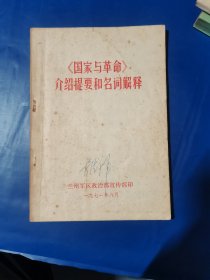 《国家与革命》
介绍提要和名词解释
兰州军区政治部宣传部印
一九七一年六月